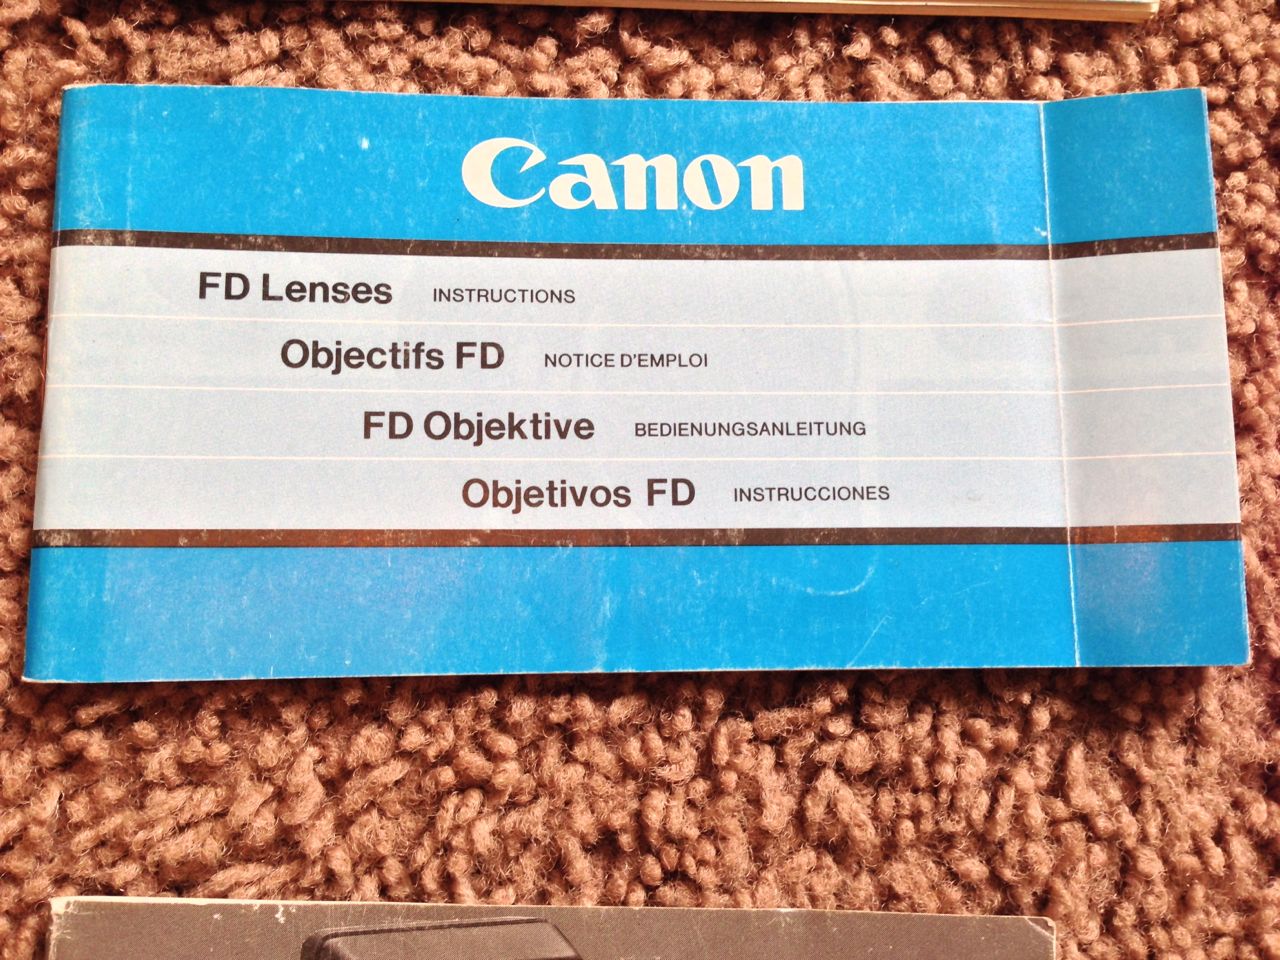 Canon
FD Lenses INSTRUCTIONS
Objectifs FD NOTICE D'EMPLOI
FD Objektive BEDIENUNGSANLEITUNG
Objetivos FD INSTRUCCIONES